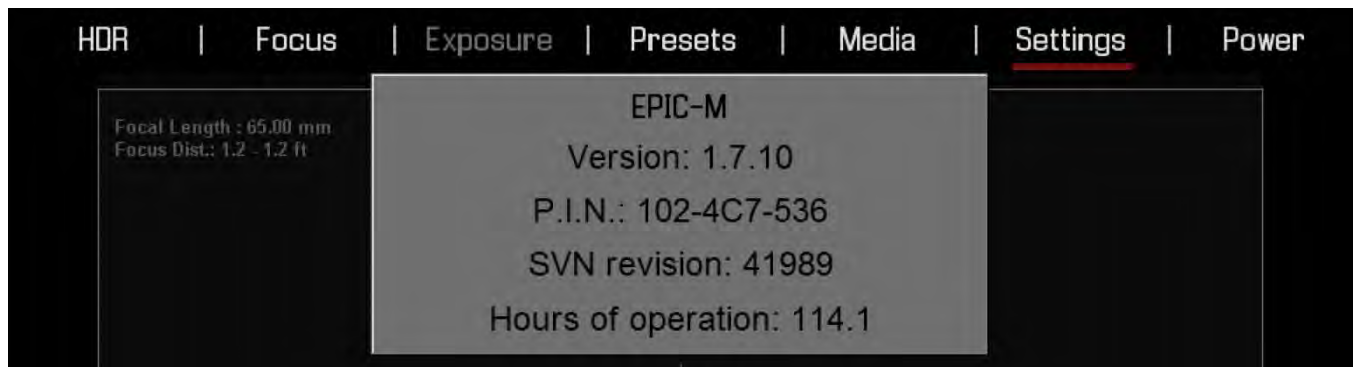 HDR | Focus | Exposure | Presets | Media | Settings | Power
Focal Length : 65.00 mm
Focus Dist.: 1.2 - 1.2 ft
EPIC-M
Version: 1.7.10
P.I.N.: 102-4C7-536
SVN revision: 41989
Hours of operation: 114.1